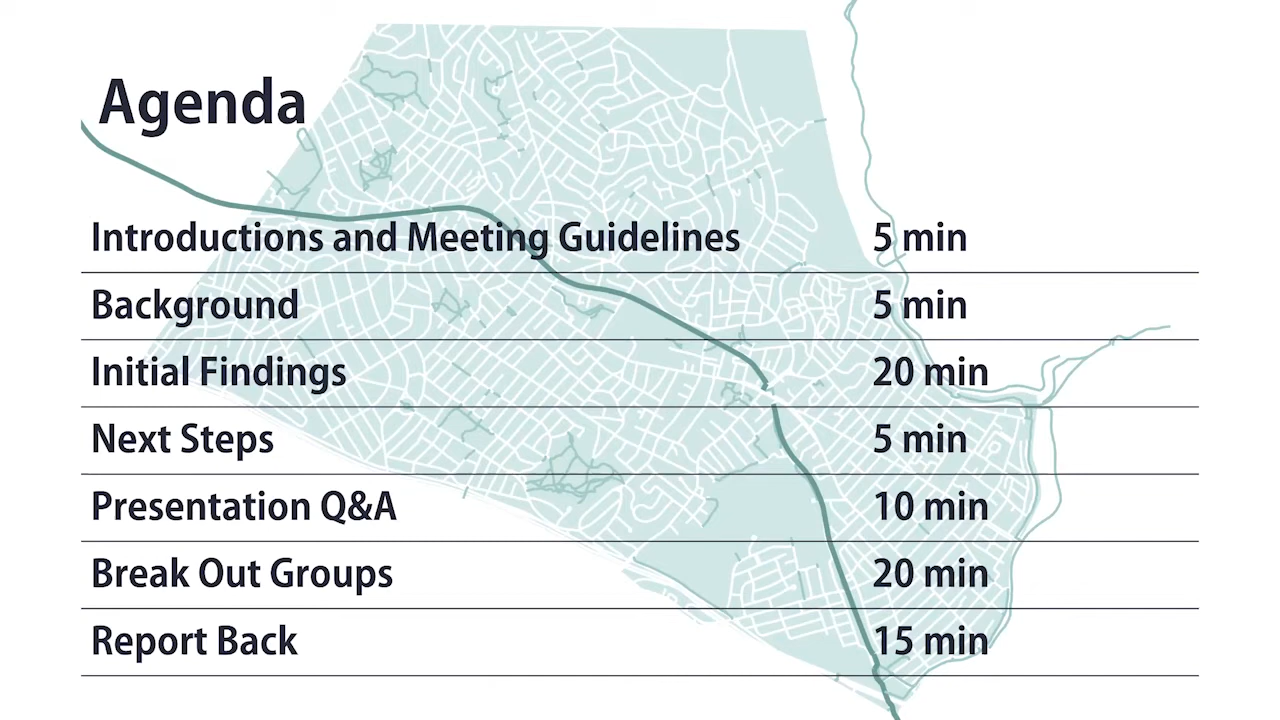 Agenda
Introductions and Meeting Guidelines 5 min
Background 5 min
Initial Findings 20 min
Next Steps 5 min
Presentation Q&A 10 min
Break Out Groups 20 min
Report Back 15 min